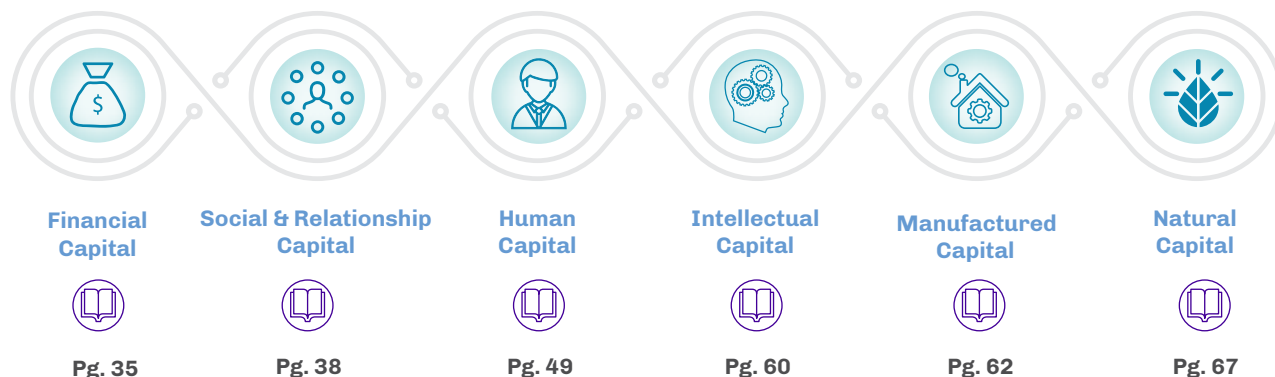 $
Financial
Capital
Pg. 35
Social & Relationship
Capital
Pg. 38
Human
Capital
Pg. 49
Intellectual
Capital
Pg. 60
Manufactured
Capital
Pg. 62
Natural
Capital
Pg. 67